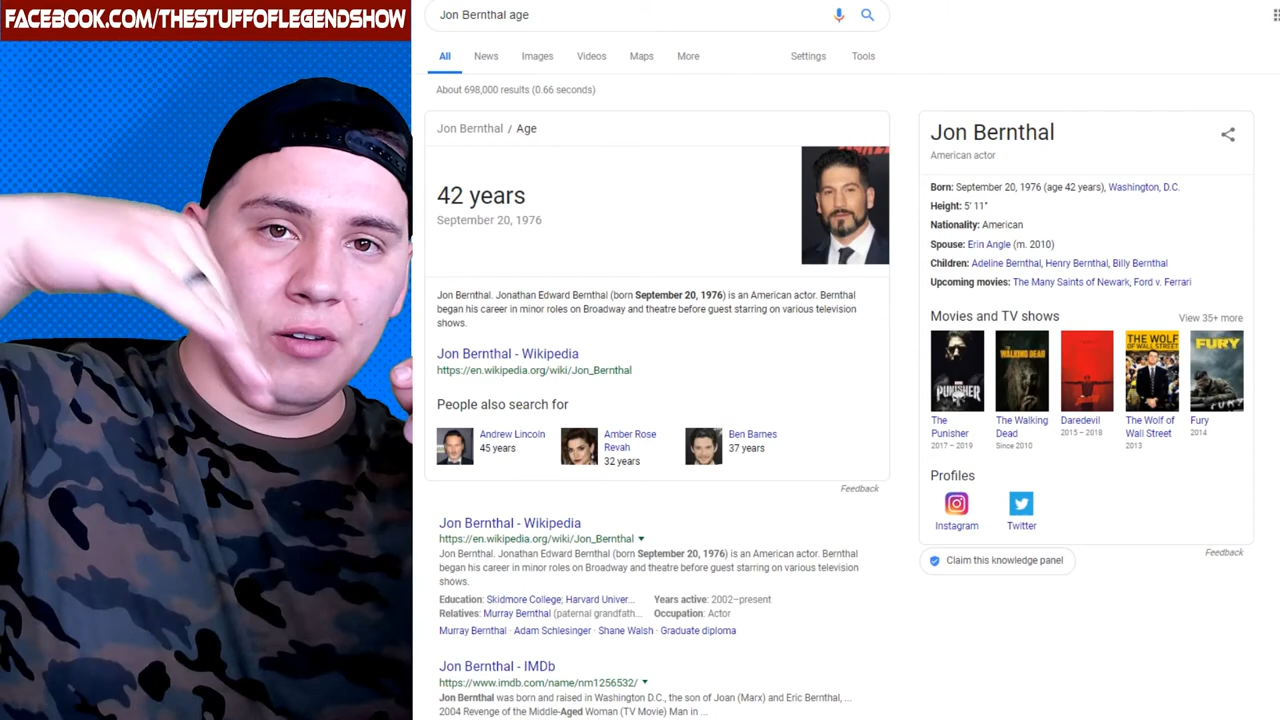 FACEBOOK.COM/THESTUFFOFLEGENDSHOW
Jon Bernthal age
All News Images Videos Maps More Settings Tools
About 698,000 results (0.66 seconds)
Jon Bernthal / Age
42 years
September 20, 1976
Jon Bernthal. Jonathan Edward Bernthal (born September 20, 1976) is an American actor. Bernthal
began his career in minor roles on Broadway and theatre before guest starring on various television
shows.
Jon Bernthal - Wikipedia
https://en.wikipedia.org/wiki/Jon_Bernthal
People also search for
Andrew Lincoln
45 years
Amber Rose
Revah
32 years
Ben Barnes
37 years
Feedback
Jon Bernthal - Wikipedia
https://en.wikipedia.org/wiki/Jon_Bernthal
Jon Bernthal. Jonathan Edward Bernthal (born September 20, 1976) is an American actor. Bernthal
began his career in minor roles on Broadway and theatre before guest starring on various television
shows.
Education: Skidmore College; Harvard Univer... Years active: 2002–present
Relatives: Murray Bernthal (paternal grandfath... Occupation: Actor
Murray Bernthal · Adam Schlesinger · Shane Walsh · Graduate diploma
Jon Bernthal - IMDb
https://www.imdb.com/name/nm1256532/
Jon Bernthal was born and raised in Washington D.C., the son of Joan (Marx) and Eric Bernthal, ...
2004 Revenge of the Middle-Aged Woman (TV Movie) Man in ...
Jon Bernthal
American actor
Born: September 20, 1976 (age 42 years), Washington, D.C.
Height: 5' 11"
Nationality: American
Spouse: Erin Angle (m. 2010)
Children: Adeline Bernthal, Henry Bernthal, Billy Bernthal
Upcoming movies: The Many Saints of Newark, Ford v. Ferrari
Movies and TV shows
View 35+ more
PUNISHER
THE WALKING DEAD
THE WOLF
OF WALL STREET
FURY
The
Punisher
2017 – 2019
The Walking
Dead
Since 2010
Daredevil
2015 – 2018
The Wolf of
Wall Street
2013
Fury
2014
Profiles
Instagram
Twitter
Feedback
Claim this knowledge panel